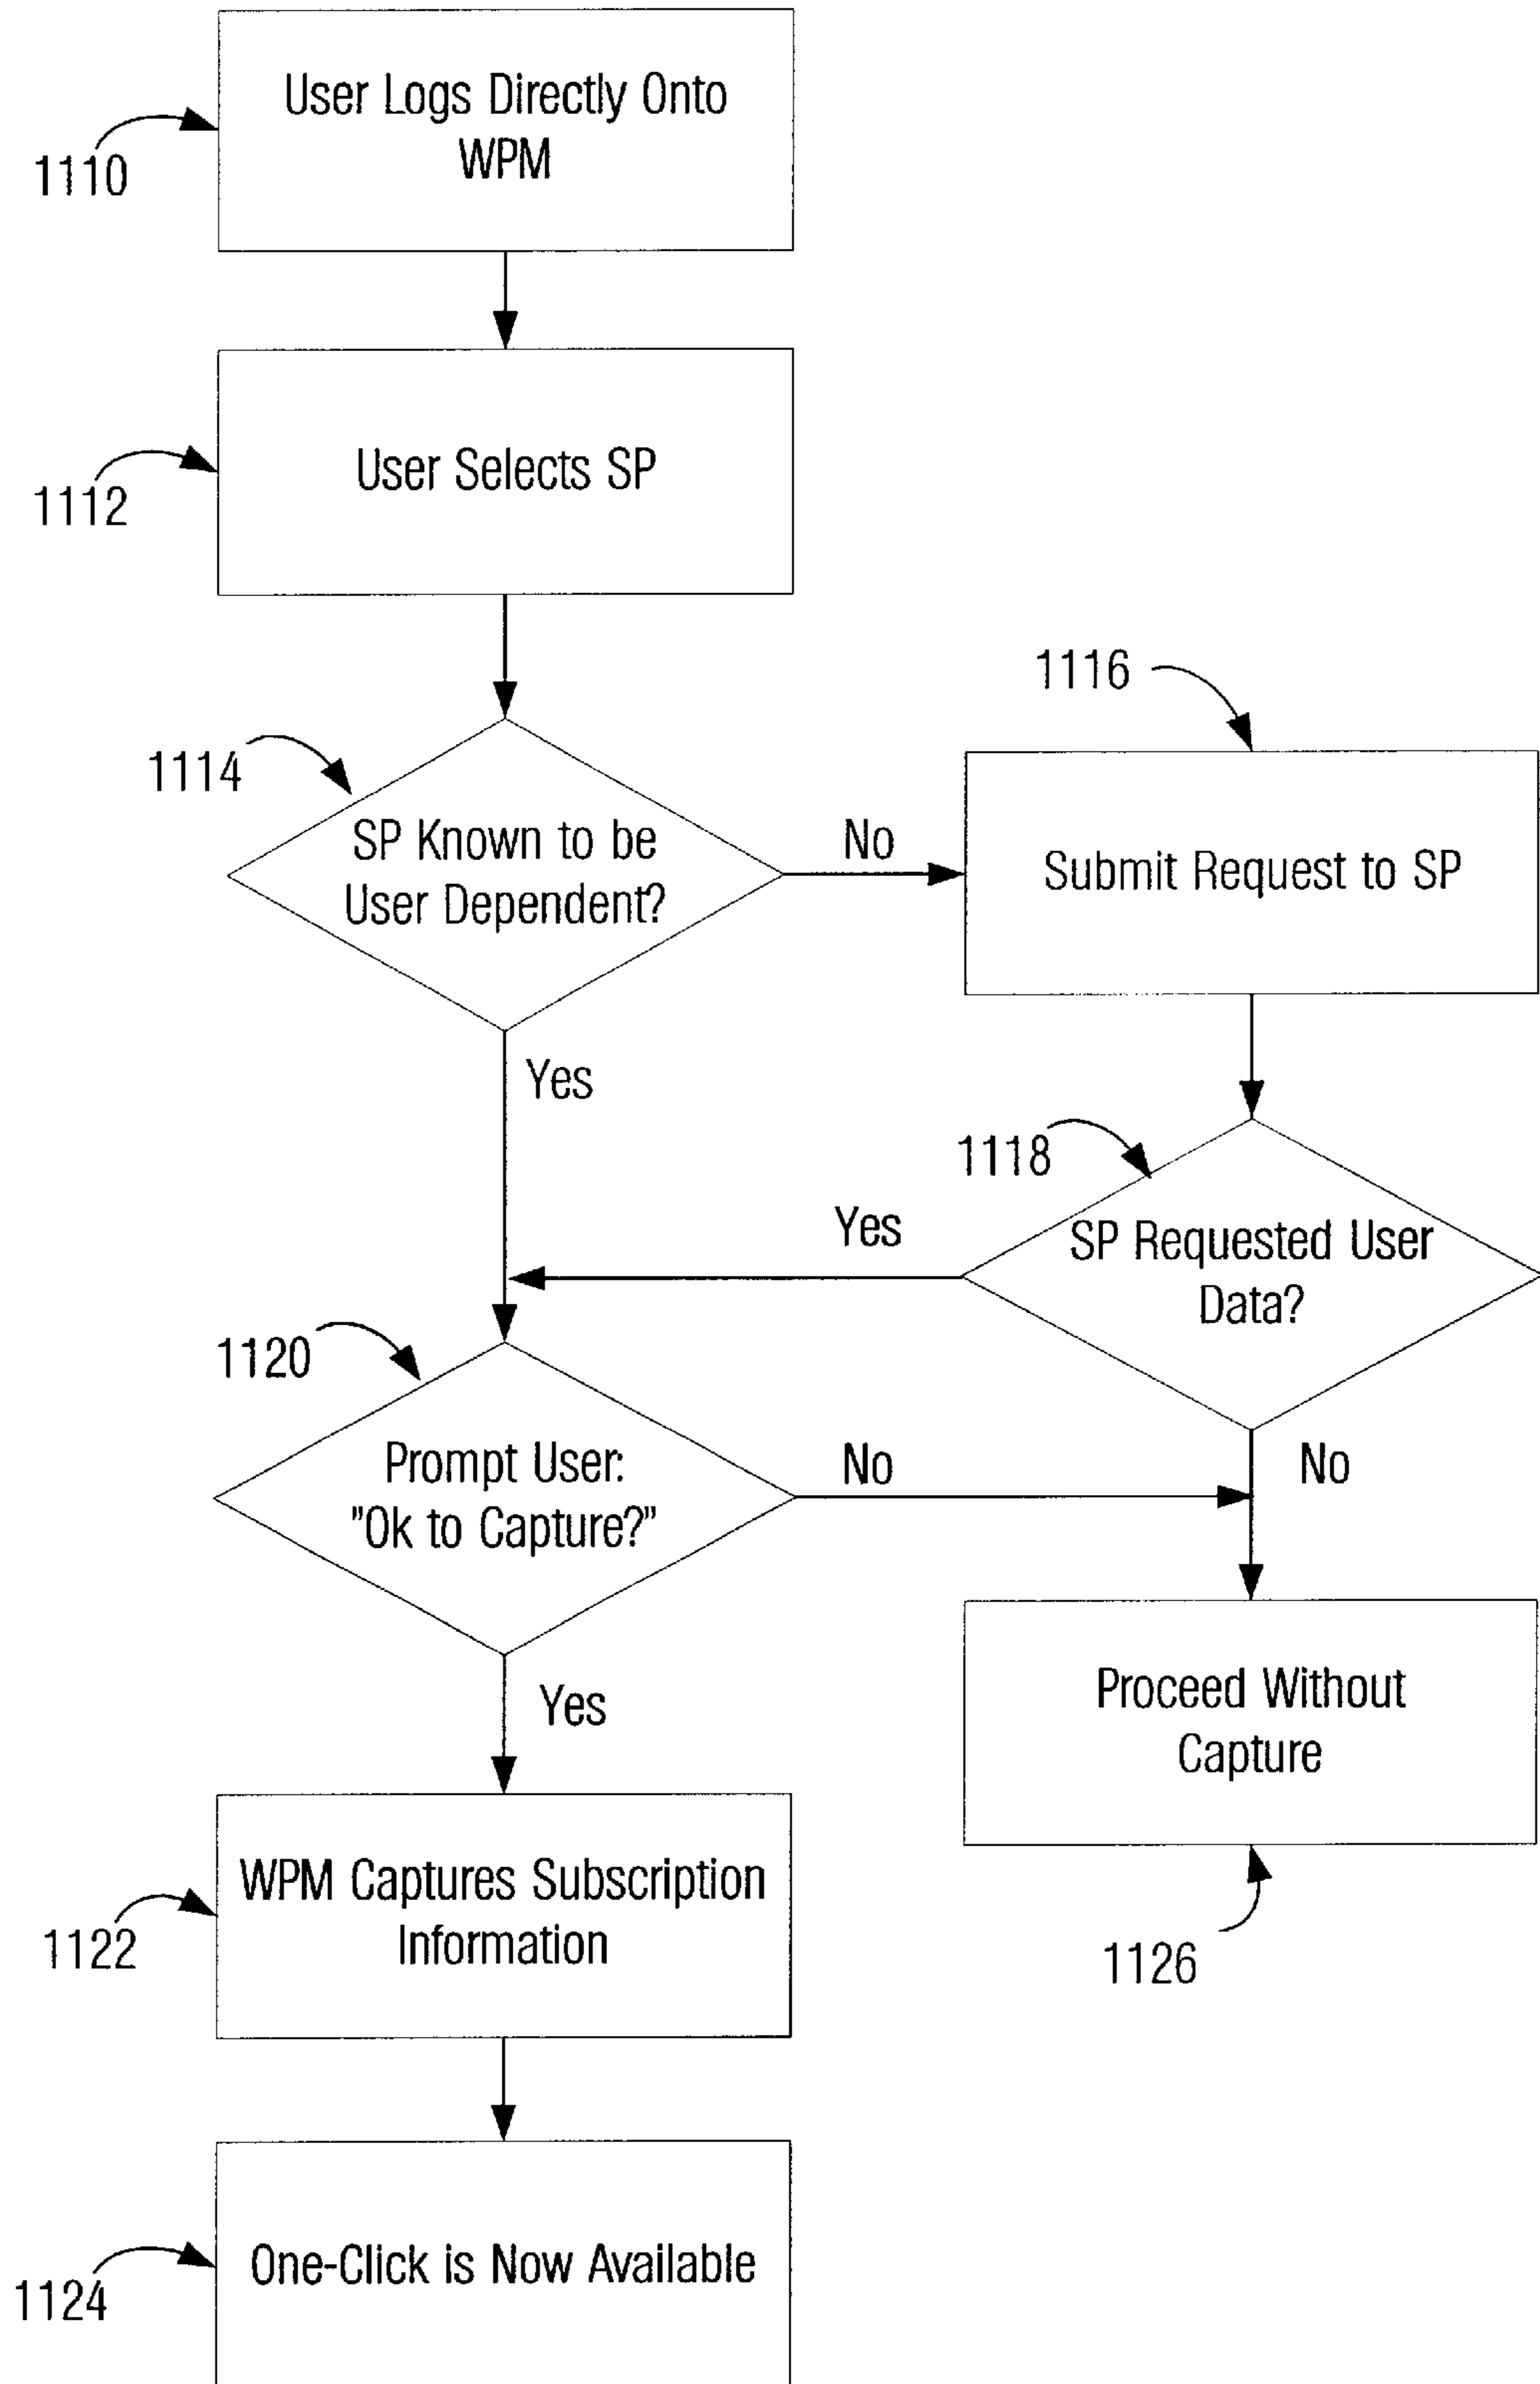 User Logs Directly Onto
WPM
1110
User Selects SP
1112
1116
1114
SP Known to be
User Dependent?
No
Submit Request to SP
Yes
1118
SP Requested User
Data?
Yes
1120
Prompt User:
"Ok to Capture?"
No
No
Yes
Proceed Without
Capture
WPM Captures Subscription
Information
1122
1126
One-Click is Now Available
1124